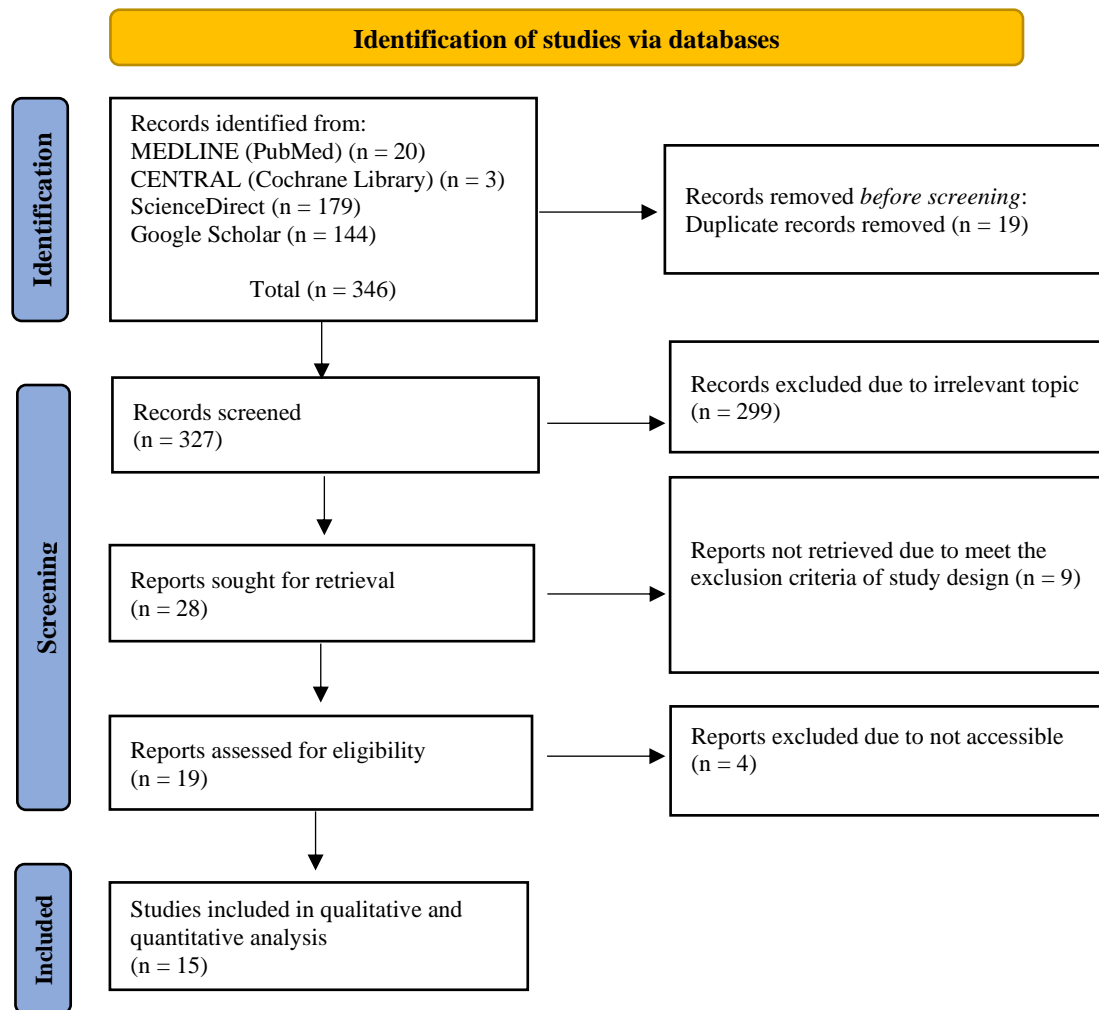 Identification of studies via databases
Identification
Records identified from:
MEDLINE (PubMed) (n = 20)
CENTRAL (Cochrane Library) (n = 3)
ScienceDirect (n = 179)
Google Scholar (n = 144)
Total (n = 346)
Records removed before screening:
Duplicate records removed (n = 19)
Screening
Records screened
(n = 327)
Records excluded due to irrelevant topic
(n = 299)
Reports sought for retrieval
(n = 28)
Reports not retrieved due to meet the
exclusion criteria of study design (n = 9)
Reports assessed for eligibility
(n = 19)
Reports excluded due to not accessible
(n = 4)
Included
Studies included in qualitative and
quantitative analysis
(n = 15)